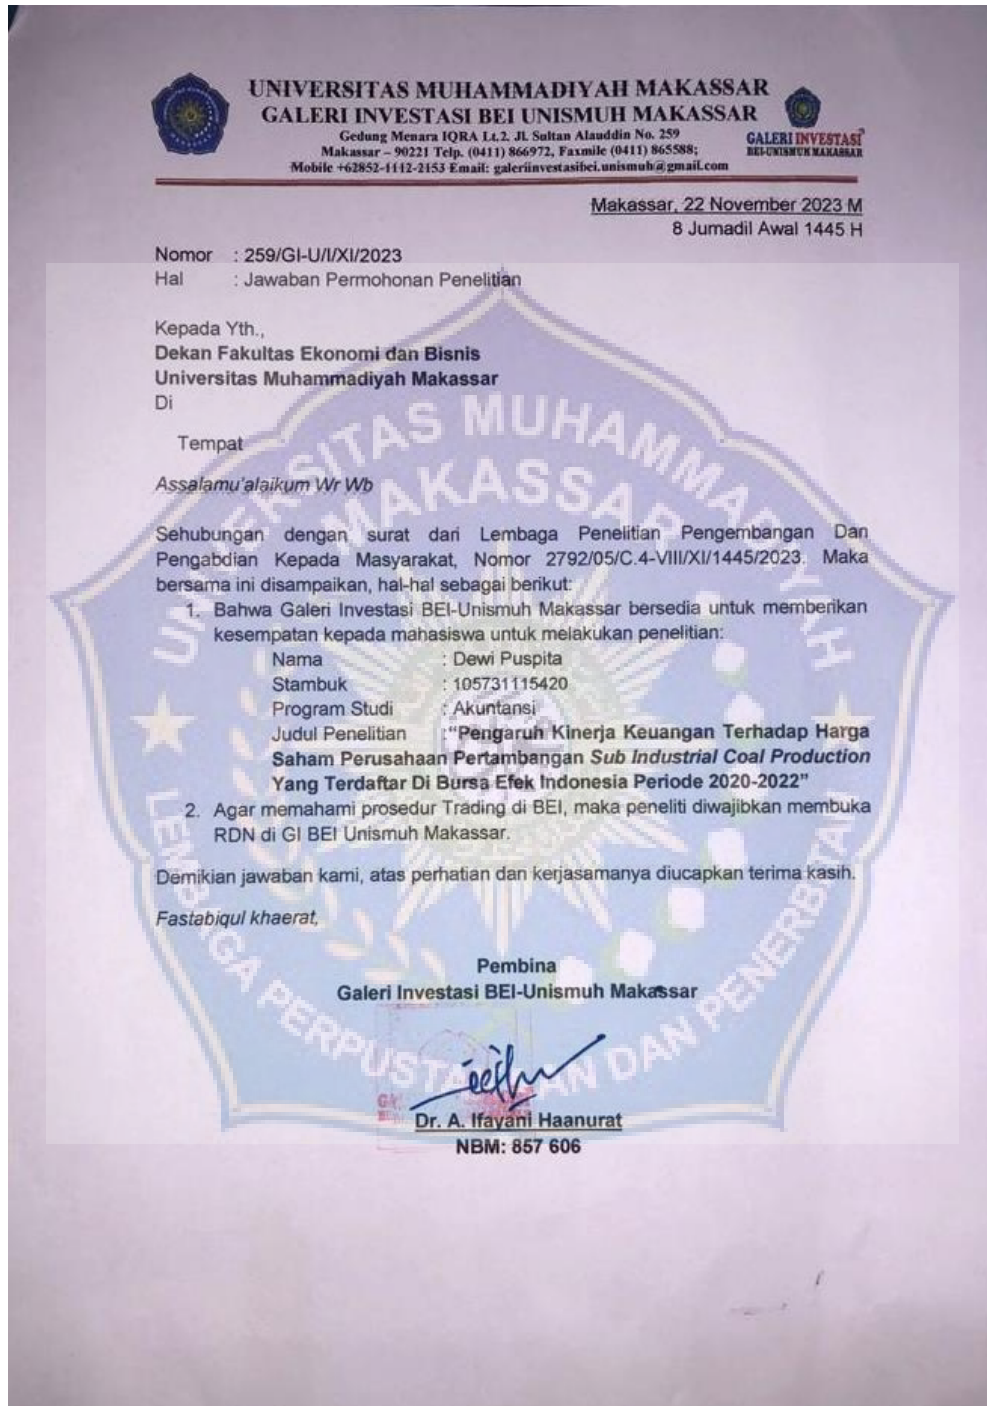 UNIVERSITAS MUHAMMADIYAH MAKASSAR
GALERI INVESTASI BEI UNISMUH MAKASSAR
Gedung Menara IQRA Lt.2. Jl. Sultan Alauddin No. 259
Makassar – 90221 Telp. (0411) 866972, Faxmile (0411) 865588;
Mobile +62852-1112-2153 Email: galeriinvestasibei.unismuh@gmail.com
GALERI INVESTASI
BEI-UNISMUH MAKASSAR
Makassar, 22 November 2023 M
8 Jumadil Awal 1445 H
Nomor : 259/GI-U/I/XI/2023
Hal : Jawaban Permohonan Penelitian
Kepada Yth.,
Dekan Fakultas Ekonomi dan Bisnis
Universitas Muhammadiyah Makassar
Di
Tempat
Assalamu'alaikum Wr Wb
Sehubungan dengan surat dari Lembaga Penelitian Pengembangan Dan
Pengabdian Kepada Masyarakat, Nomor 2792/05/C.4-VIII/XI/1445/2023. Maka
bersama ini disampaikan, hal-hal sebagai berikut:
1. Bahwa Galeri Investasi BEI-Unismuh Makassar bersedia untuk memberikan
kesempatan kepada mahasiswa untuk melakukan penelitian:
Nama : Dewi Puspita
Stambuk : 105731115420
Program Studi : Akuntansi
Judul Penelitian :"Pengaruh Kinerja Keuangan Terhadap Harga
Saham Perusahaan Pertambangan Sub Industrial Coal Production
Yang Terdaftar Di Bursa Efek Indonesia Periode 2020-2022"
2. Agar memahami prosedur Trading di BEI, maka peneliti diwajibkan membuka
RDN di GI BEI Unismuh Makassar.
Demikian jawaban kami, atas perhatian dan kerjasamanya diucapkan terima kasih.
Fastabiqul khaerat,
Pembina
Galeri Investasi BEI-Unismuh Makassar
Dr. A. Ifayani Haanurat
NBM: 857 606
UNIVERSITAS MUHAMMADIYAH
MAKASSAR
LEMBAGA PERPUSTAKAAN DAN PENERBITAN